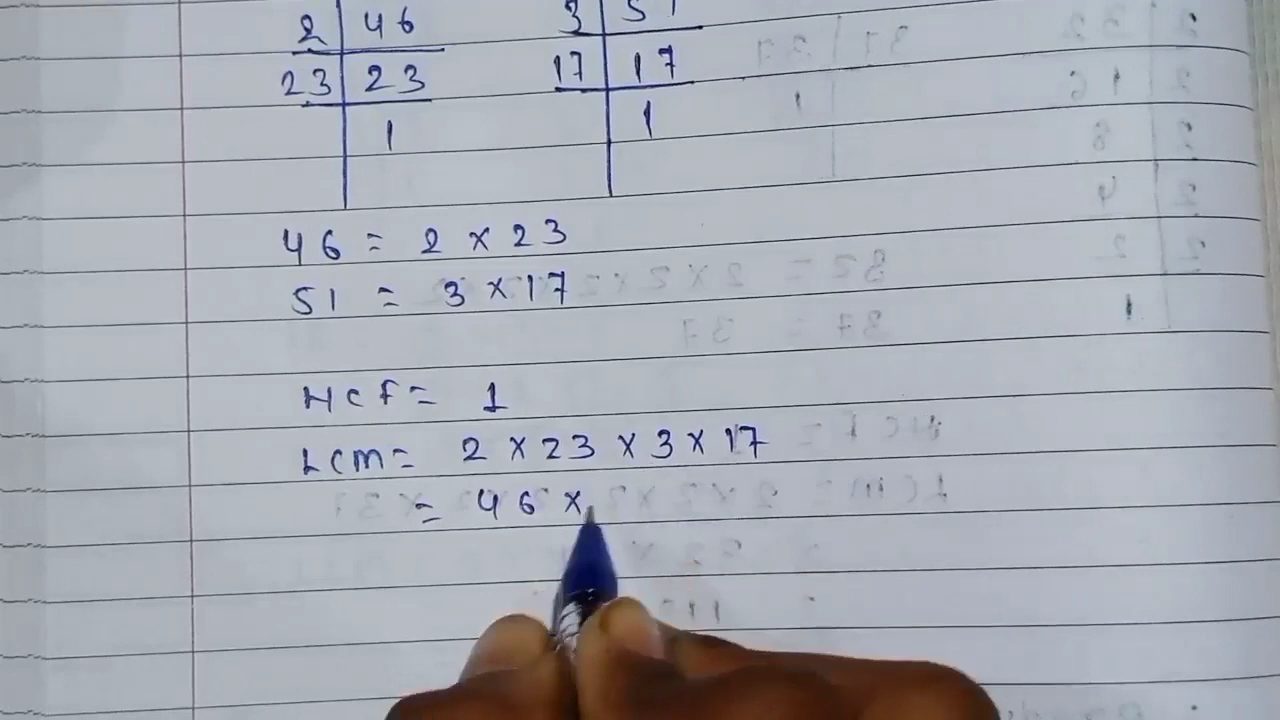 2 | 46
23 | 23
1
3 | 51
17 | 17
1
46 = 2 × 23
51 = 3 × 17
HCF = 1
LCM = 2 × 23 × 3 × 17
= 46 ×